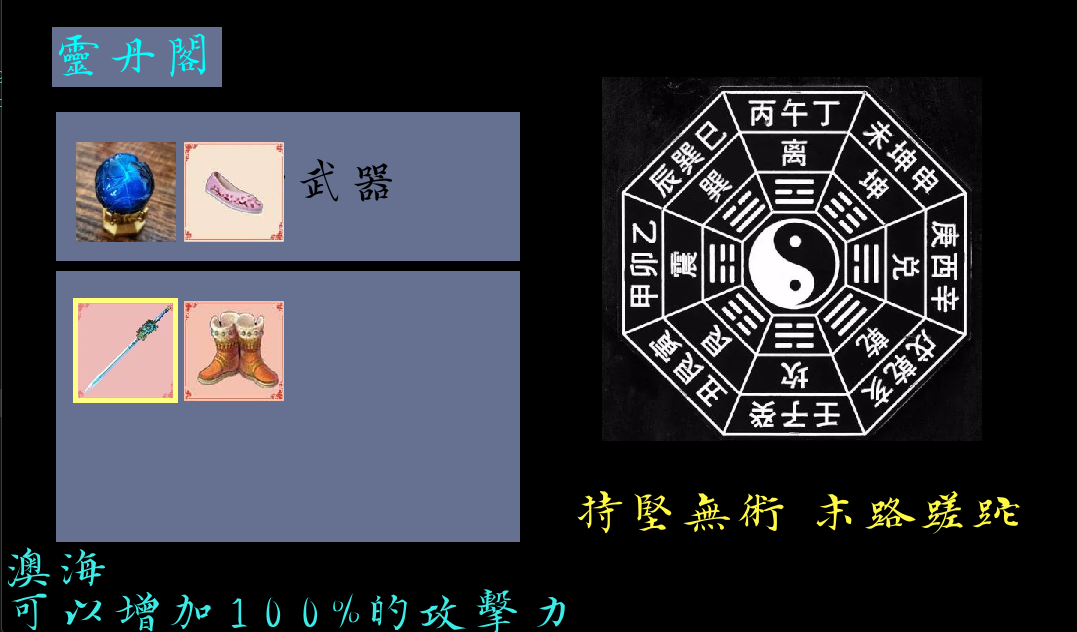 靈丹閣
武器
丙午丁
未坤申
庚酉辛
戌乾亥
壬子癸
丑艮寅
甲卯乙
辰巽巳
离
坤
兑
乾
坎
艮
震
巽
持堅無術 末路蹉跎
澳海
可以增加100%的攻擊力